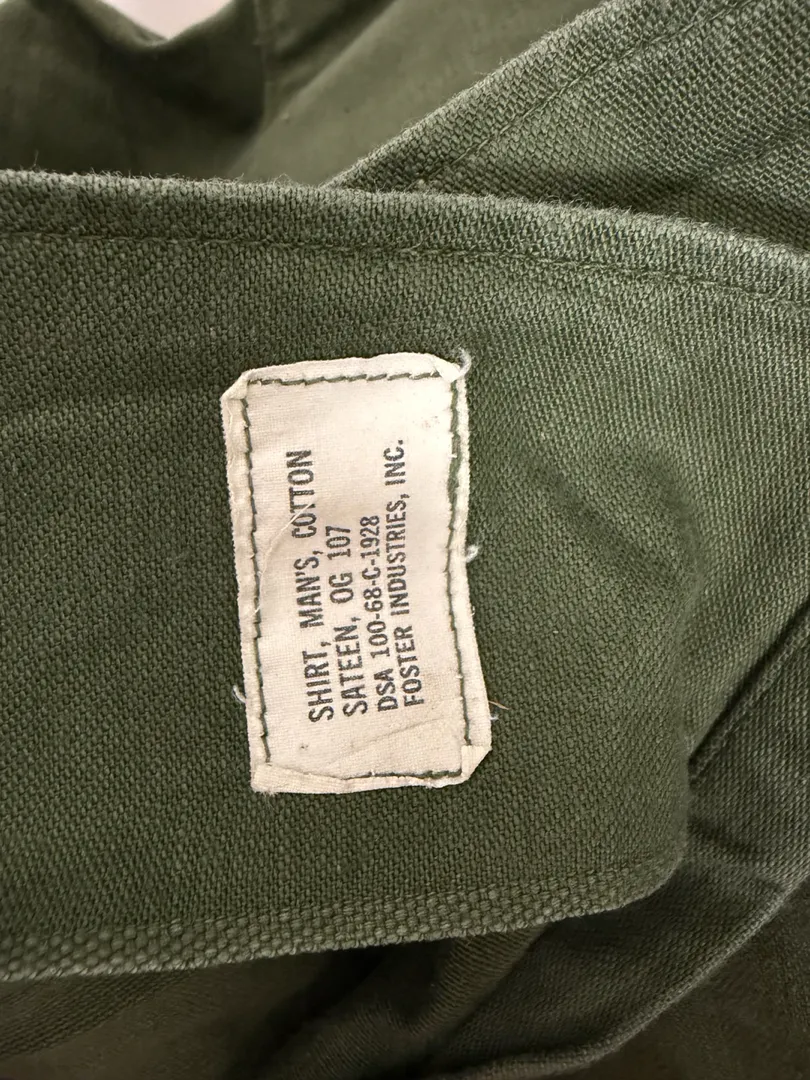 SHIRT, MAN'S, COTTON
SATEEN, OG 107
DSA 100-68-C-1928
FOSTER INDUSTRIES, INC.